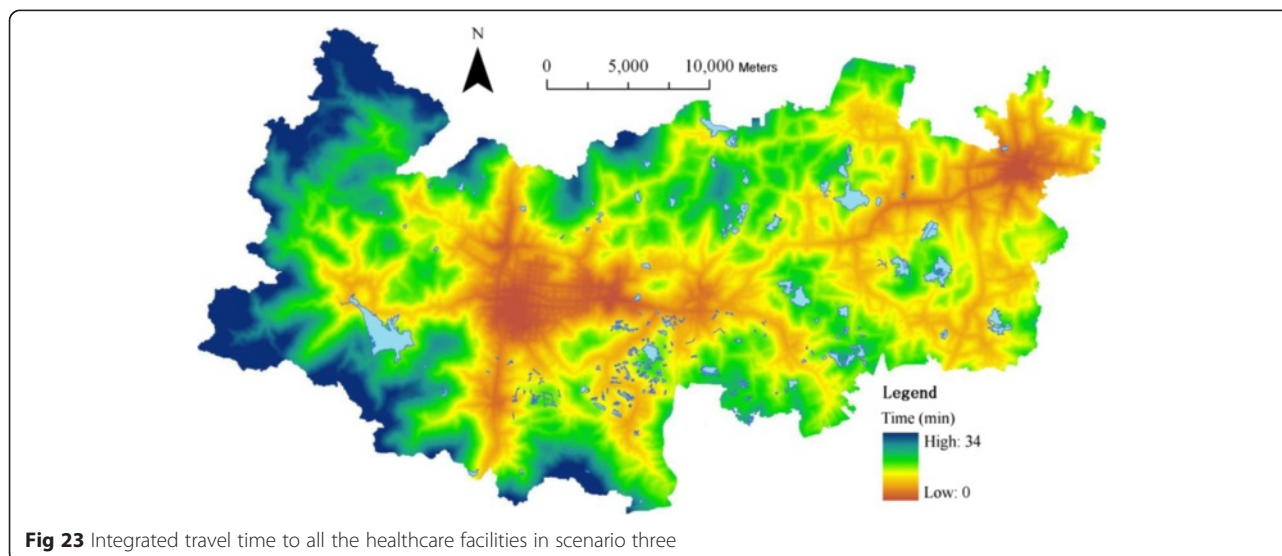 N
0 5,000 10,000 Meters
Legend
Time (min)
High: 34
Low: 0
Fig 23 Integrated travel time to all the healthcare facilities in scenario three